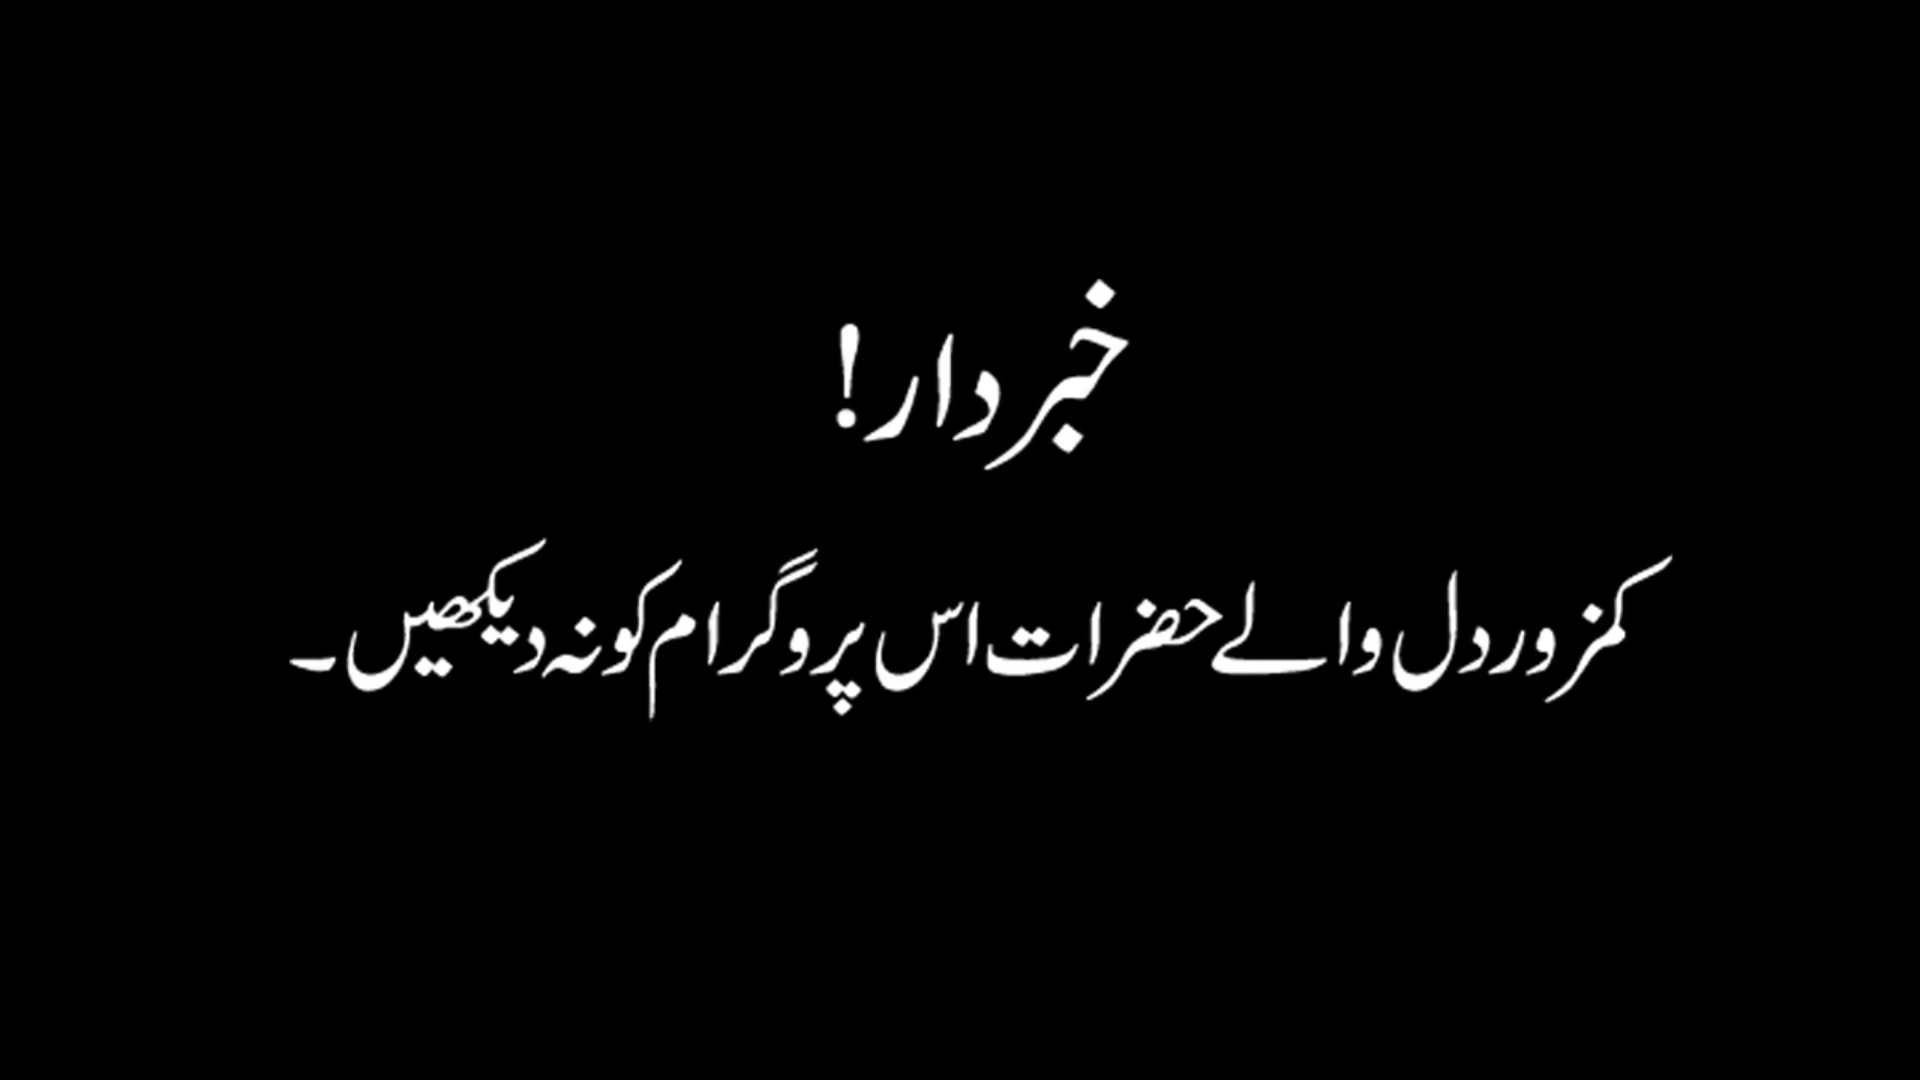 خبردار!
کمزور دل والے حضرات اس پروگرام کو نہ دیکھیں۔